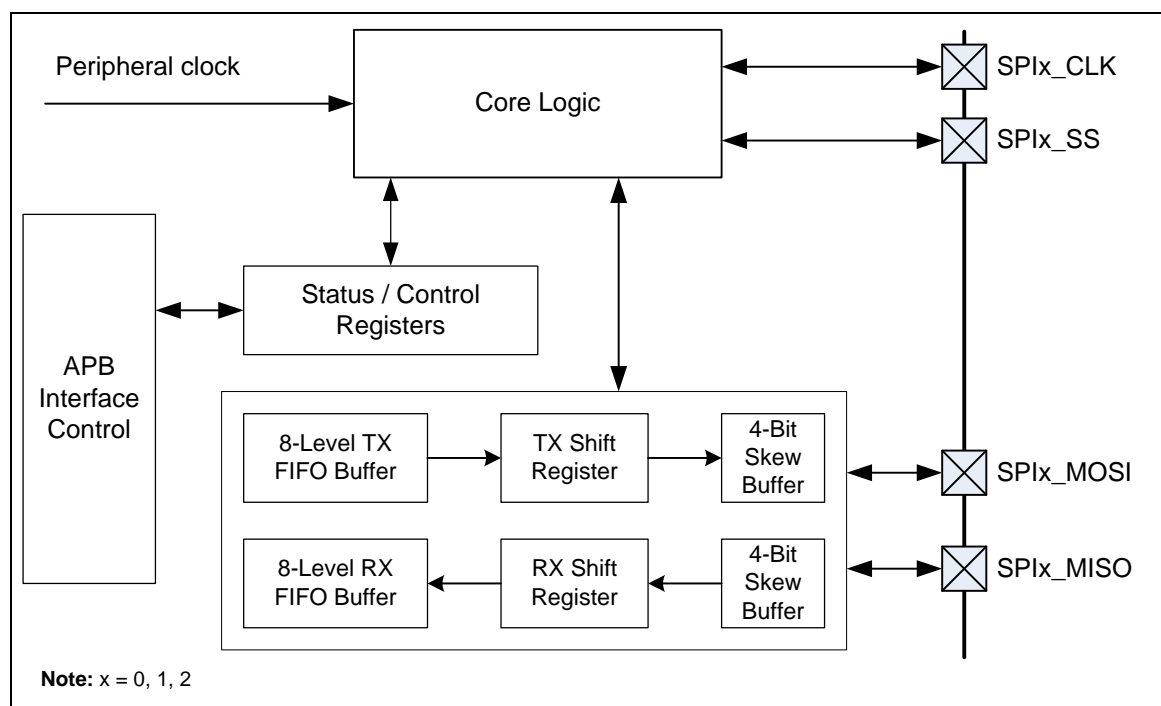 Peripheral clock
Core Logic
SPIx_CLK
SPIx_SS
Status / Control
Registers
APB
Interface
Control
8-Level TX
FIFO Buffer
TX Shift
Register
4-Bit
Skew
Buffer
SPIx_MOSI
8-Level RX
FIFO Buffer
RX Shift
Register
4-Bit
Skew
Buffer
SPIx_MISO
Note: x = 0, 1, 2